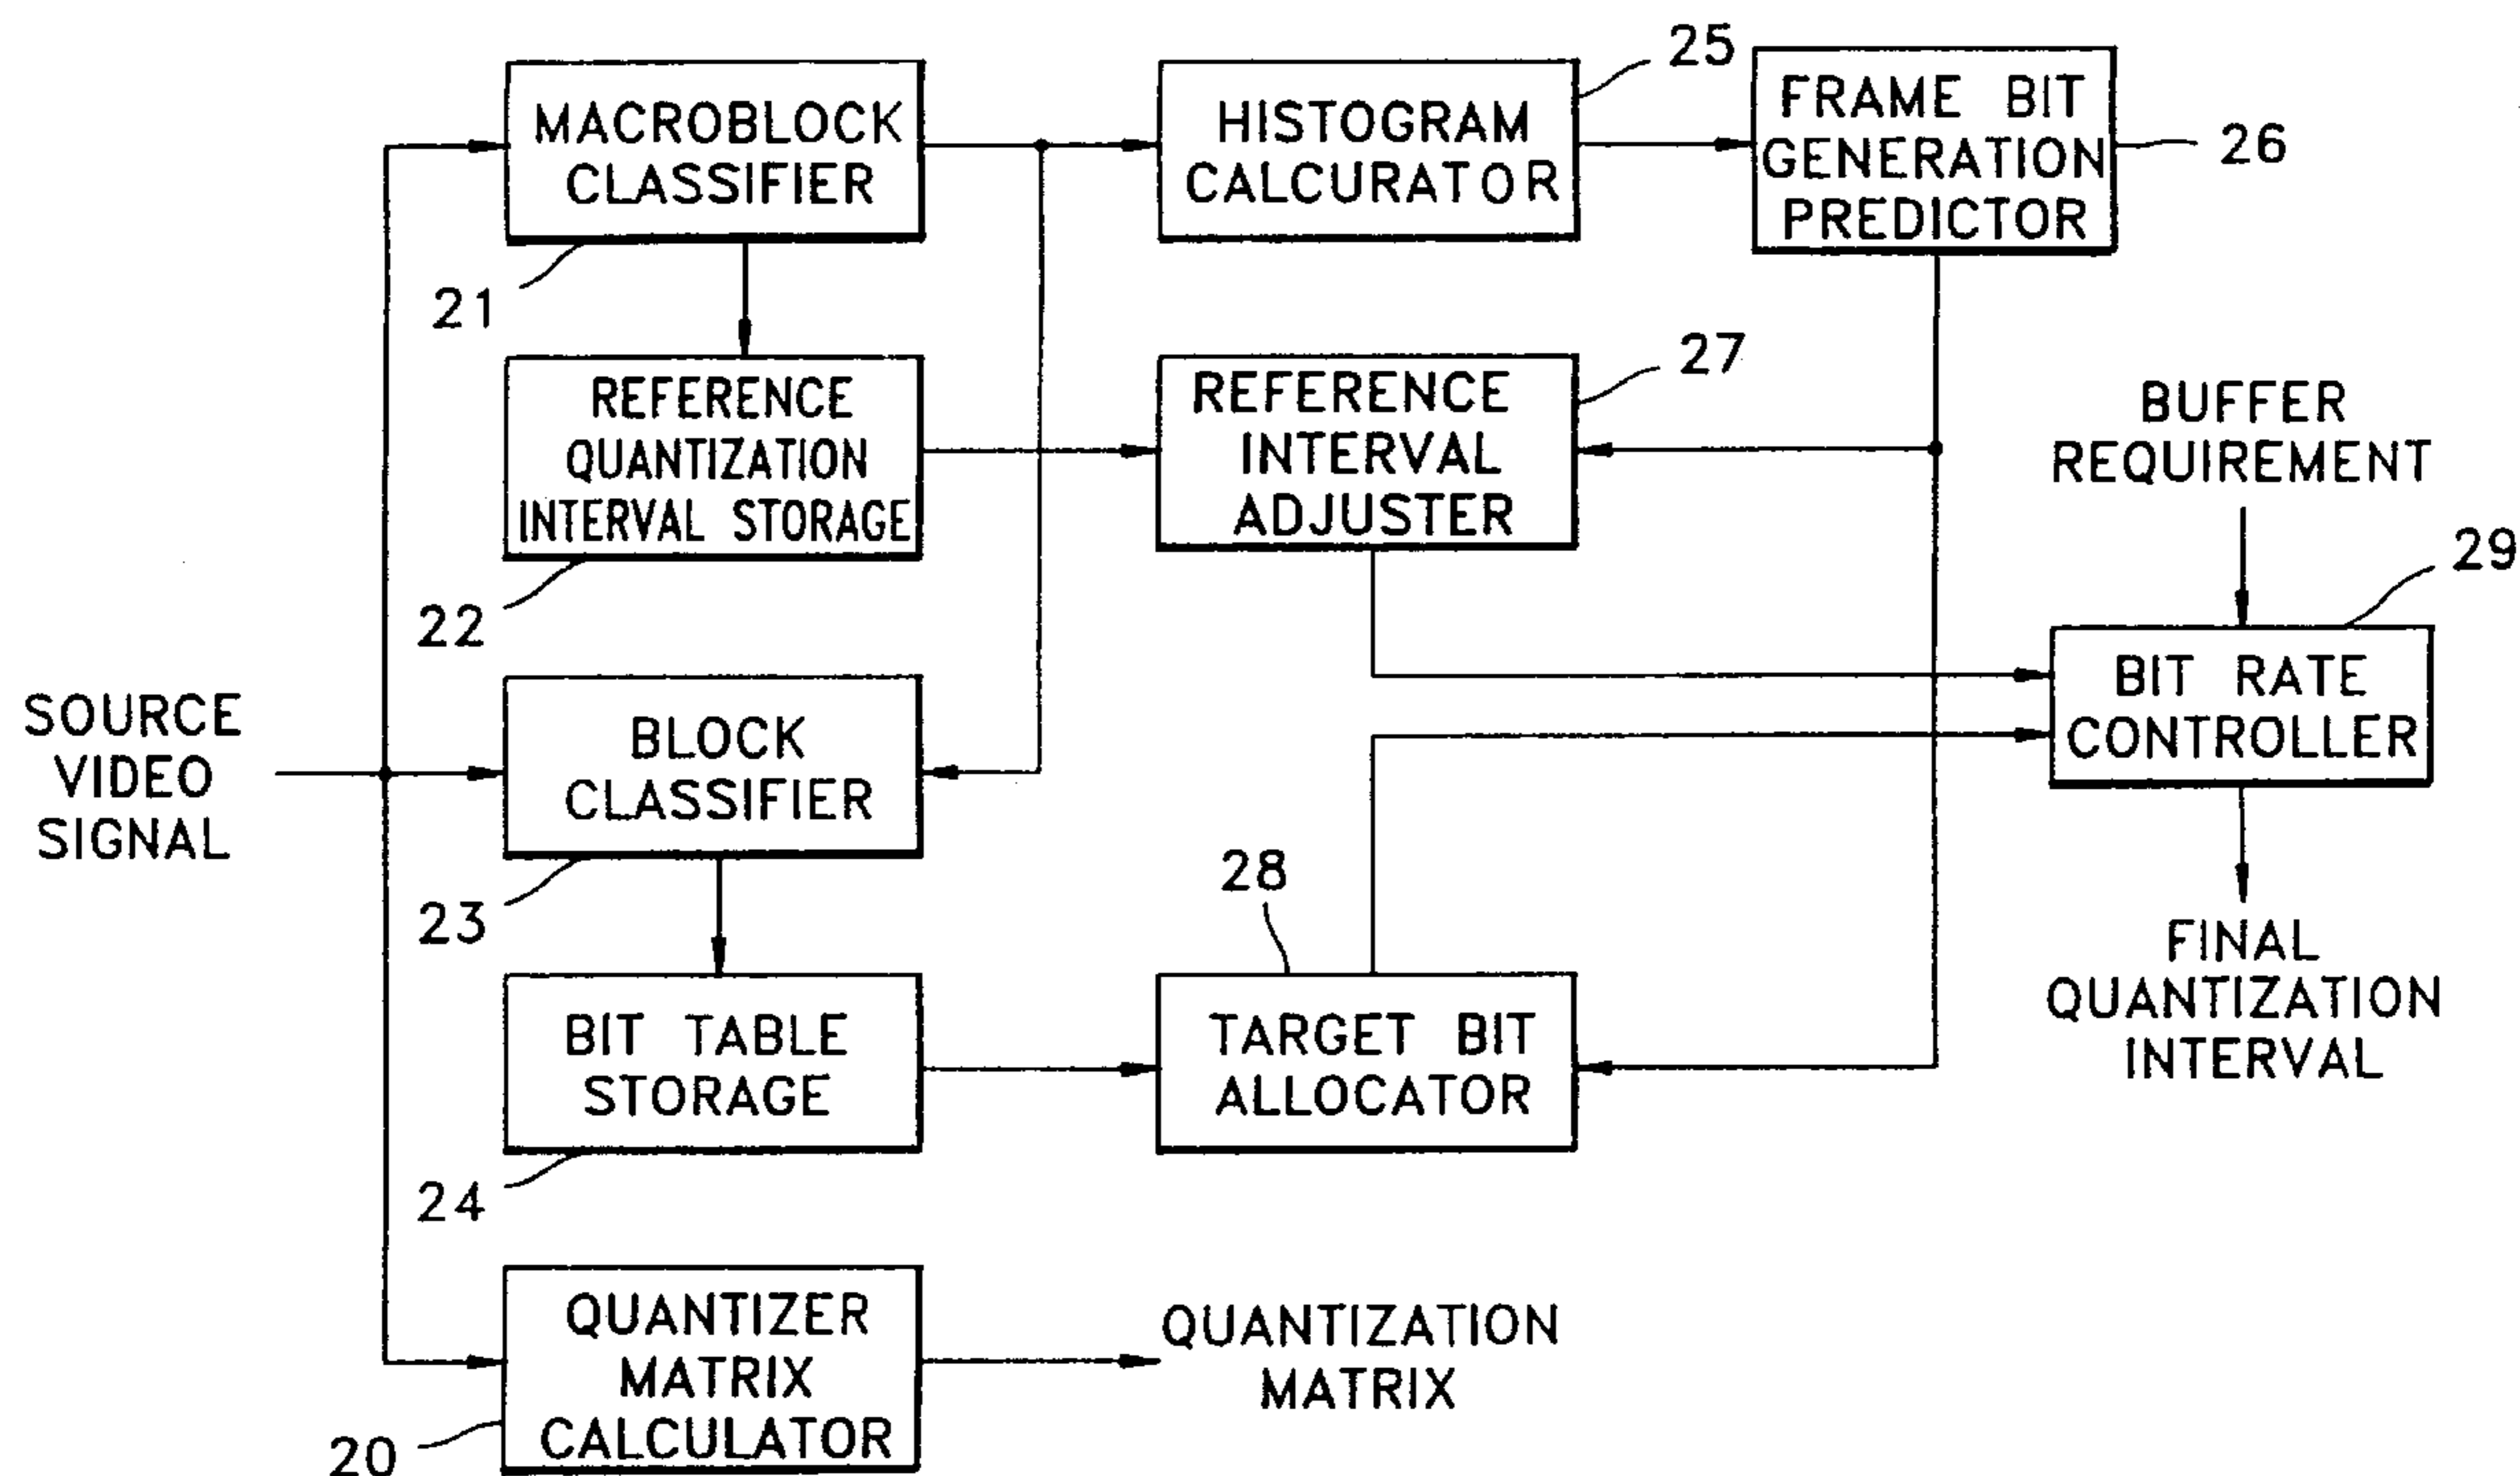 25
MACROBLOCK
CLASSIFIER
HISTOGRAM
CALCURATOR
FRAME BIT
GENERATION
PREDICTOR
26
21
27
REFERENCE
QUANTIZATION
INTERVAL STORAGE
REFERENCE
INTERVAL
ADJUSTER
BUFFER
REQUIREMENT
22
29
SOURCE
VIDEO
SIGNAL
BLOCK
CLASSIFIER
BIT RATE
CONTROLLER
23
28
FINAL
QUANTIZATION
INTERVAL
BIT TABLE
STORAGE
TARGET BIT
ALLOCATOR
24
QUANTIZER
MATRIX
CALCULATOR
QUANTIZATION
MATRIX
20